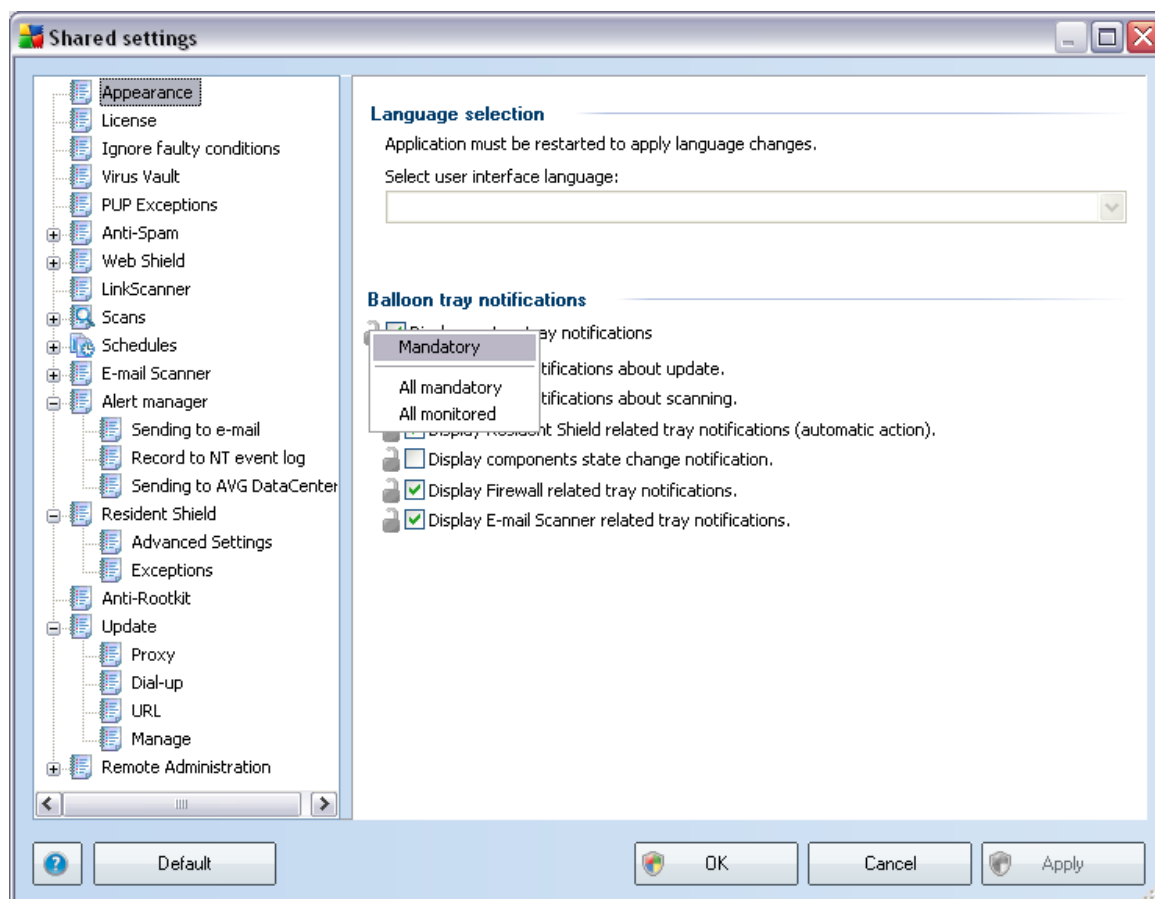 Shared settings
Appearance
License
Ignore faulty conditions
Virus Vault
PUP Exceptions
Anti-Spam
Web Shield
LinkScanner
Scans
Schedules
E-mail Scanner
Alert manager
Sending to e-mail
Record to NT event log
Sending to AVG DataCenter
Resident Shield
Advanced Settings
Exceptions
Anti-Rootkit
Update
Proxy
Dial-up
URL
Manage
Remote Administration
Language selection
Application must be restarted to apply language changes.
Select user interface language:
Balloon tray notifications
ay notifications
Mandatory
All mandatory
All monitored
tifications about update.
tifications about scanning.
Display Resident Shield related tray notifications (automatic action).
Display components state change notification.
Display Firewall related tray notifications.
Display E-mail Scanner related tray notifications.
?
Default
OK
Cancel
Apply